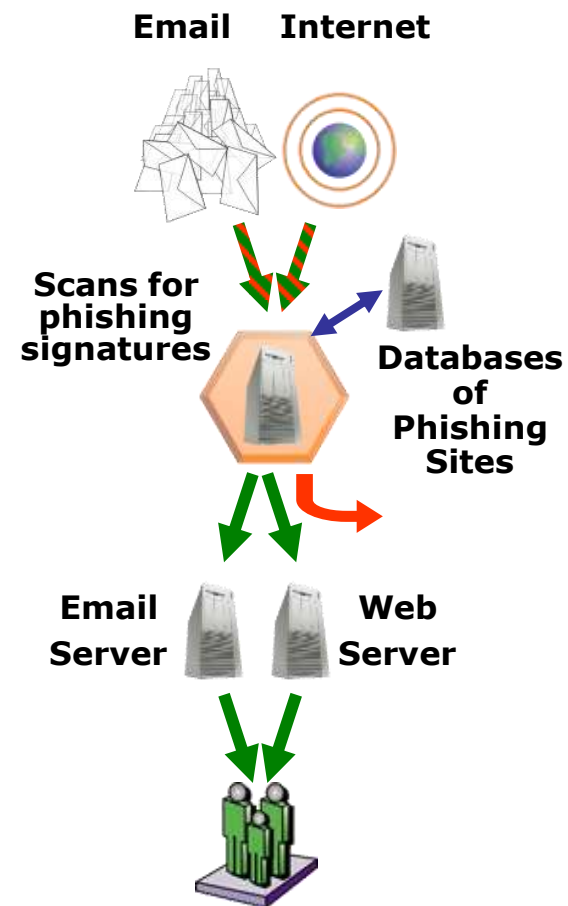 Email Internet
Scans for
phishing
signatures
Databases
of
Phishing
Sites
Email Web
Server Server